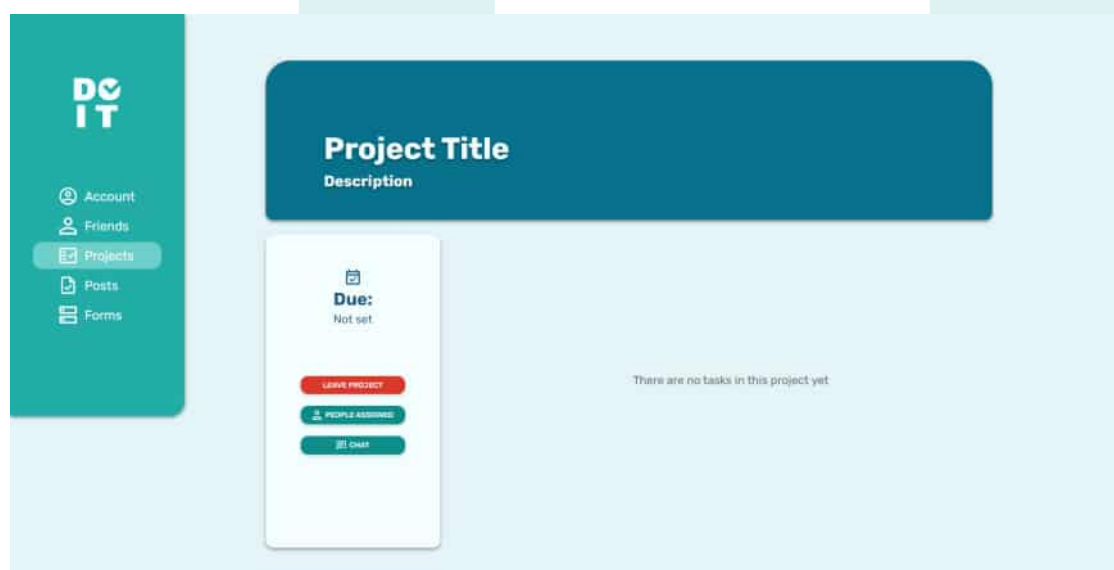 DO
IT
Account
Friends
Projects
Posts
Forms
Project Title
Description
Due:
Not set
LEAVE PROJECT
PEOPLE ASSIGNED
CHAT
There are no tasks in this project yet